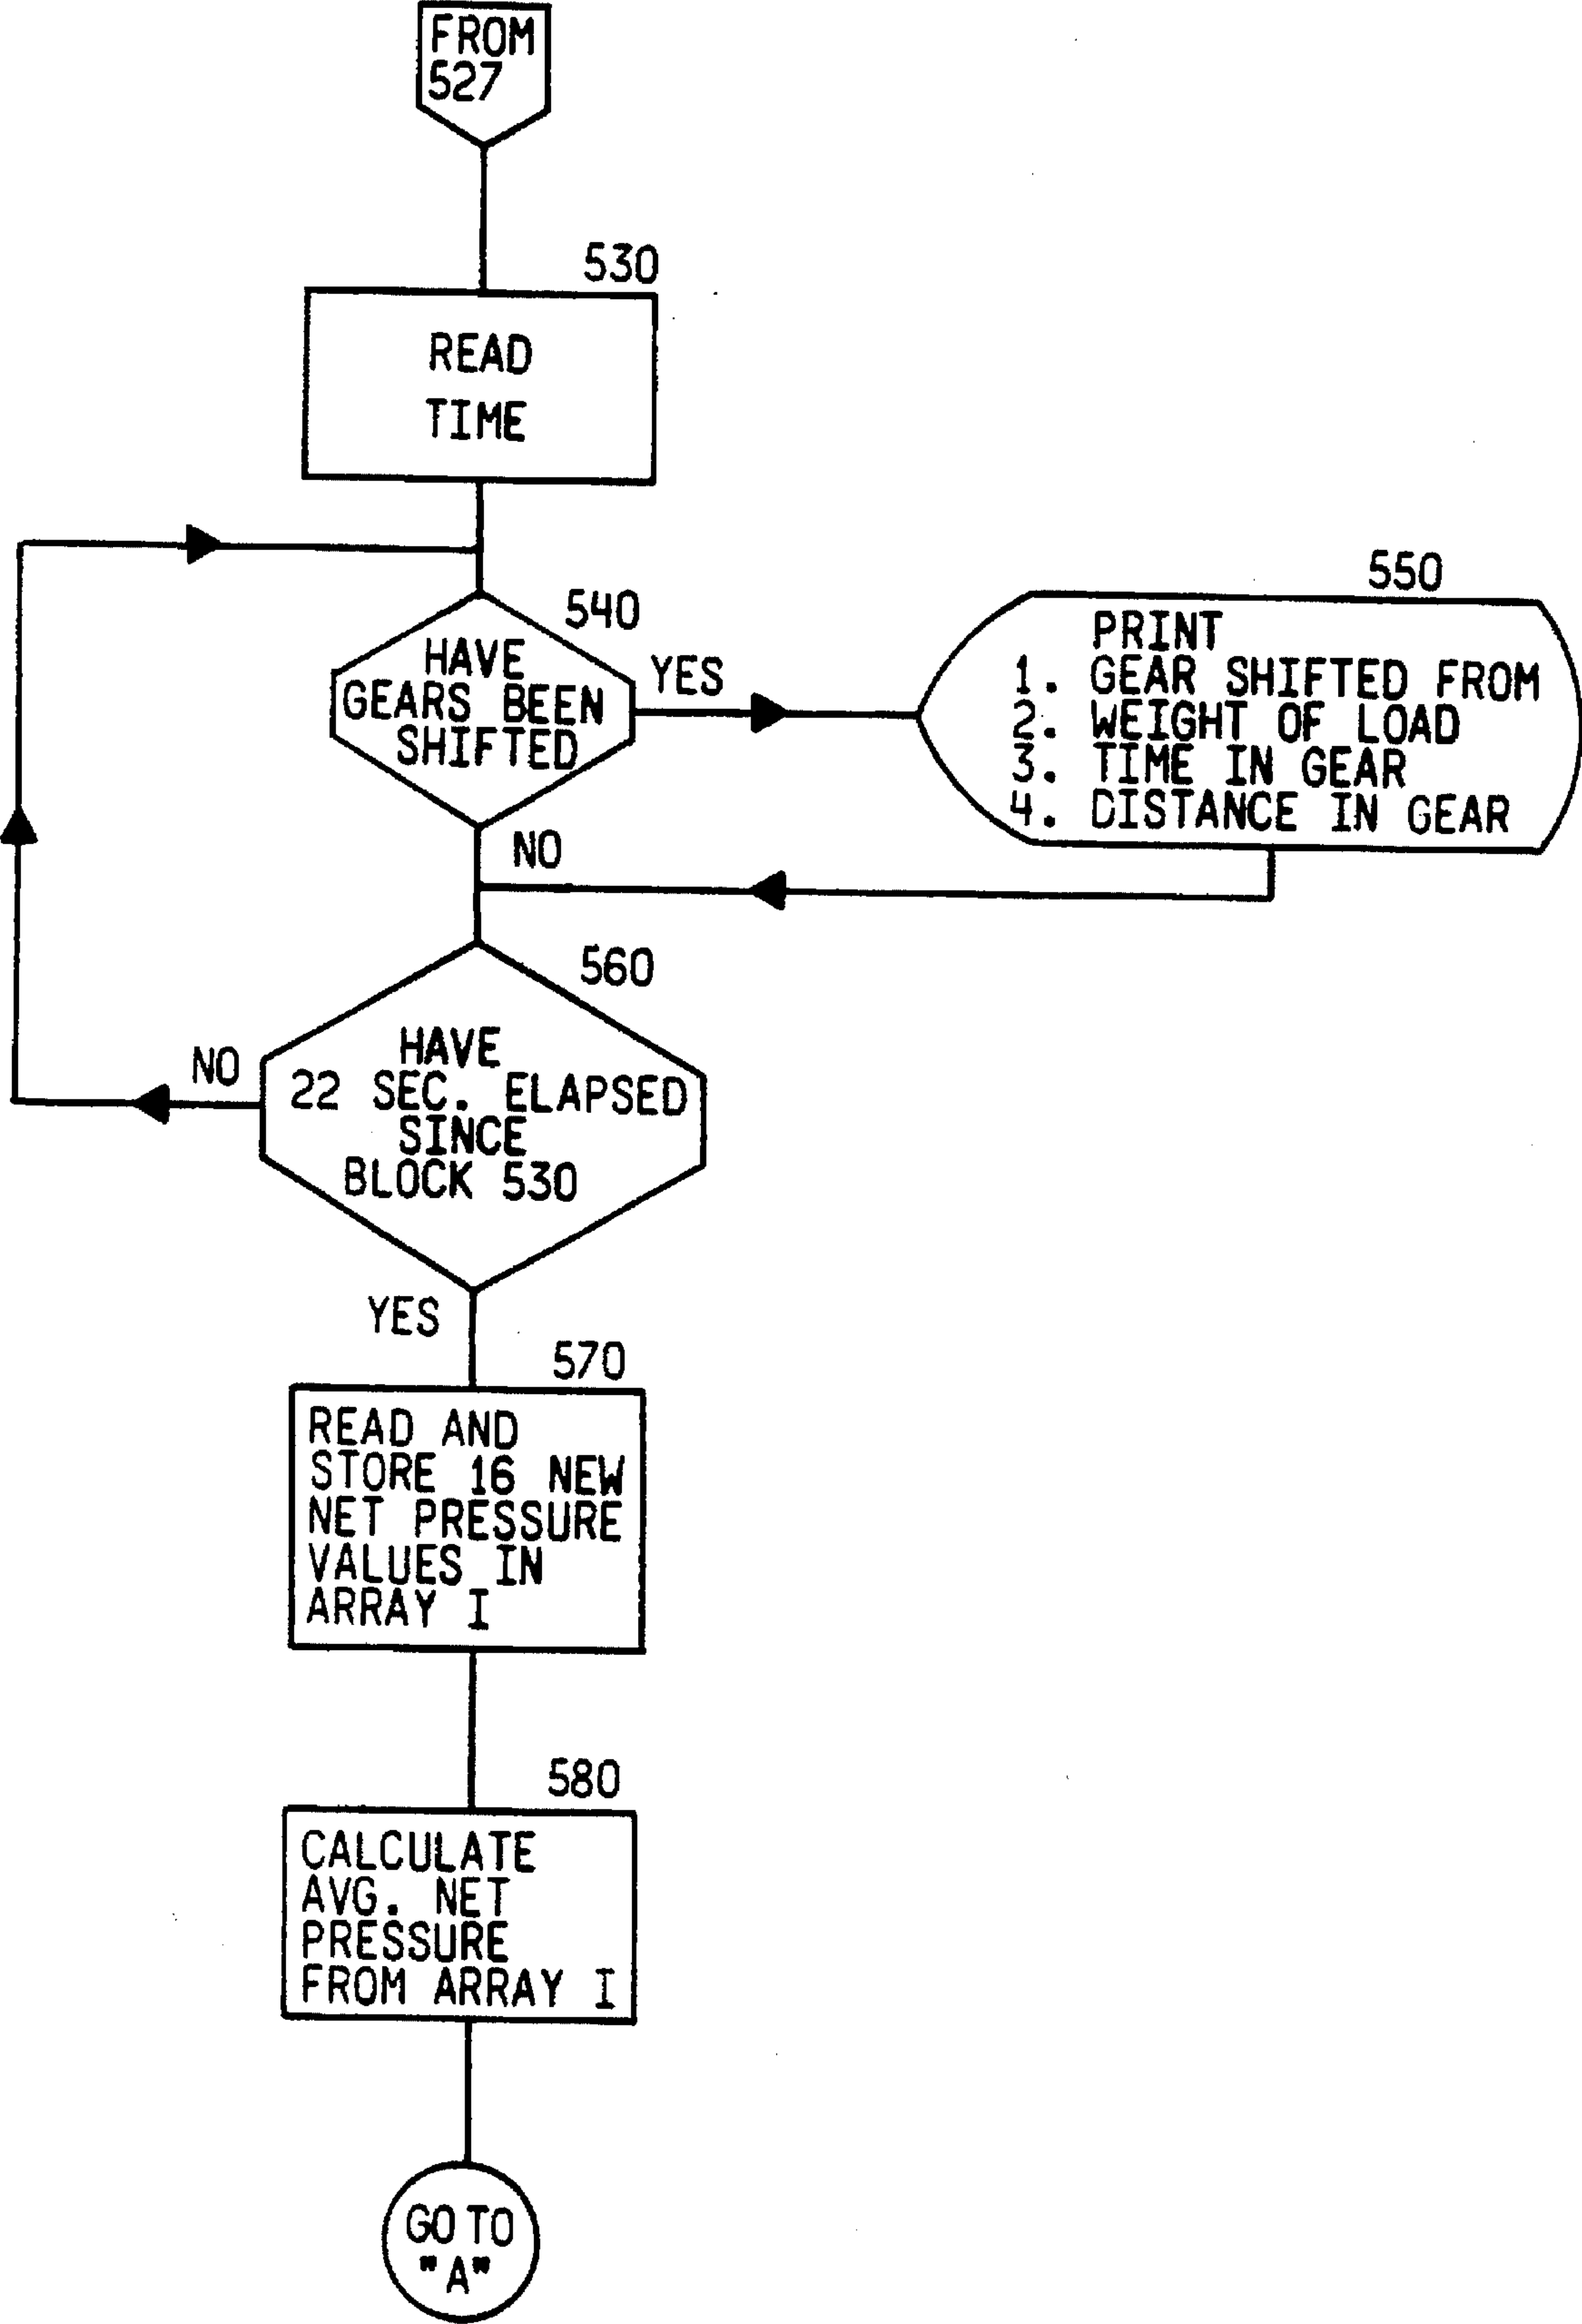 FROM
527
530
READ
TIME
540
HAVE
GEARS BEEN
SHIFTED
YES
550
PRINT
1. GEAR SHIFTED FROM
2. WEIGHT OF LOAD
3. TIME IN GEAR
4. DISTANCE IN GEAR
NO
560
HAVE
22 SEC. ELAPSED
SINCE
BLOCK 530
NO
YES
570
READ AND
STORE 16 NEW
NET PRESSURE
VALUES IN
ARRAY I
580
CALCULATE
AVG. NET
PRESSURE
FROM ARRAY I
GO TO
"A"